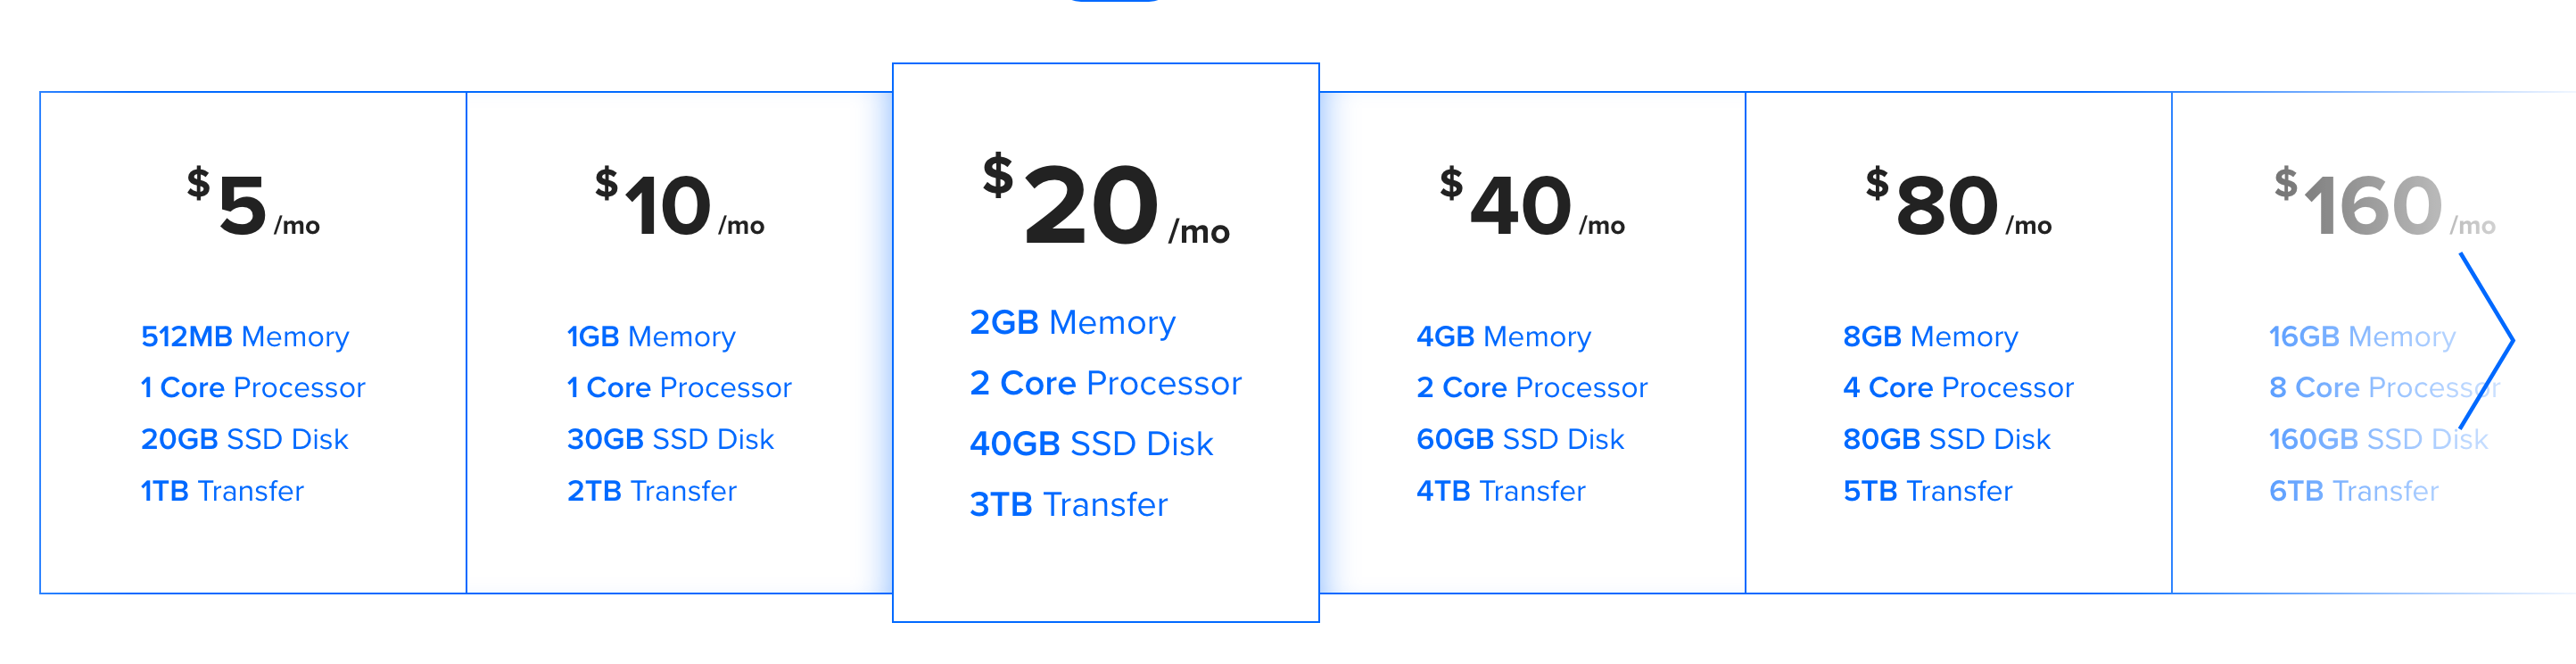 $5/mo
512MB Memory
1 Core Processor
20GB SSD Disk
1TB Transfer
$10/mo
1GB Memory
1 Core Processor
30GB SSD Disk
2TB Transfer
$20/mo
2GB Memory
2 Core Processor
40GB SSD Disk
3TB Transfer
$40/mo
4GB Memory
2 Core Processor
60GB SSD Disk
4TB Transfer
$80/mo
8GB Memory
4 Core Processor
80GB SSD Disk
5TB Transfer
$160/mo
16GB Memory
8 Core Processor
160GB SSD Disk
6TB Transfer